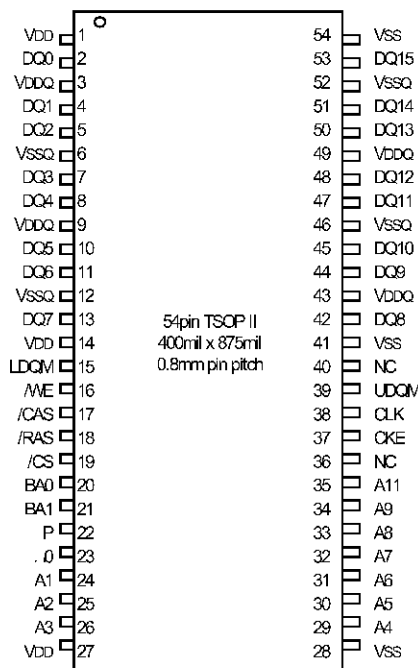 VDD 1 54 VSS
DQ0 2 53 DQ15
VDDQ 3 52 VSSQ
DQ1 4 51 DQ14
DQ2 5 50 DQ13
VSSQ 6 49 VDDQ
DQ3 7 48 DQ12
DQ4 8 47 DQ11
VDDQ 9 46 VSSQ
DQ5 10 45 DQ10
DQ6 11 44 DQ9
VSSQ 12 43 VDDQ
DQ7 13 54pin TSOP II 42 DQ8
VDD 14 400mil x 875mil 41 VSS
LDQM 15 0.8mm pin pitch 40 NC
/WE 16 39 UDQM
/CAS 17 38 CLK
/RAS 18 37 CKE
/CS 19 36 NC
BA0 20 35 A11
BA1 21 34 A9
P 22 33 A8
.0 23 32 A7
A1 24 31 A6
A2 25 30 A5
A3 26 29 A4
VDD 27 28 VSS